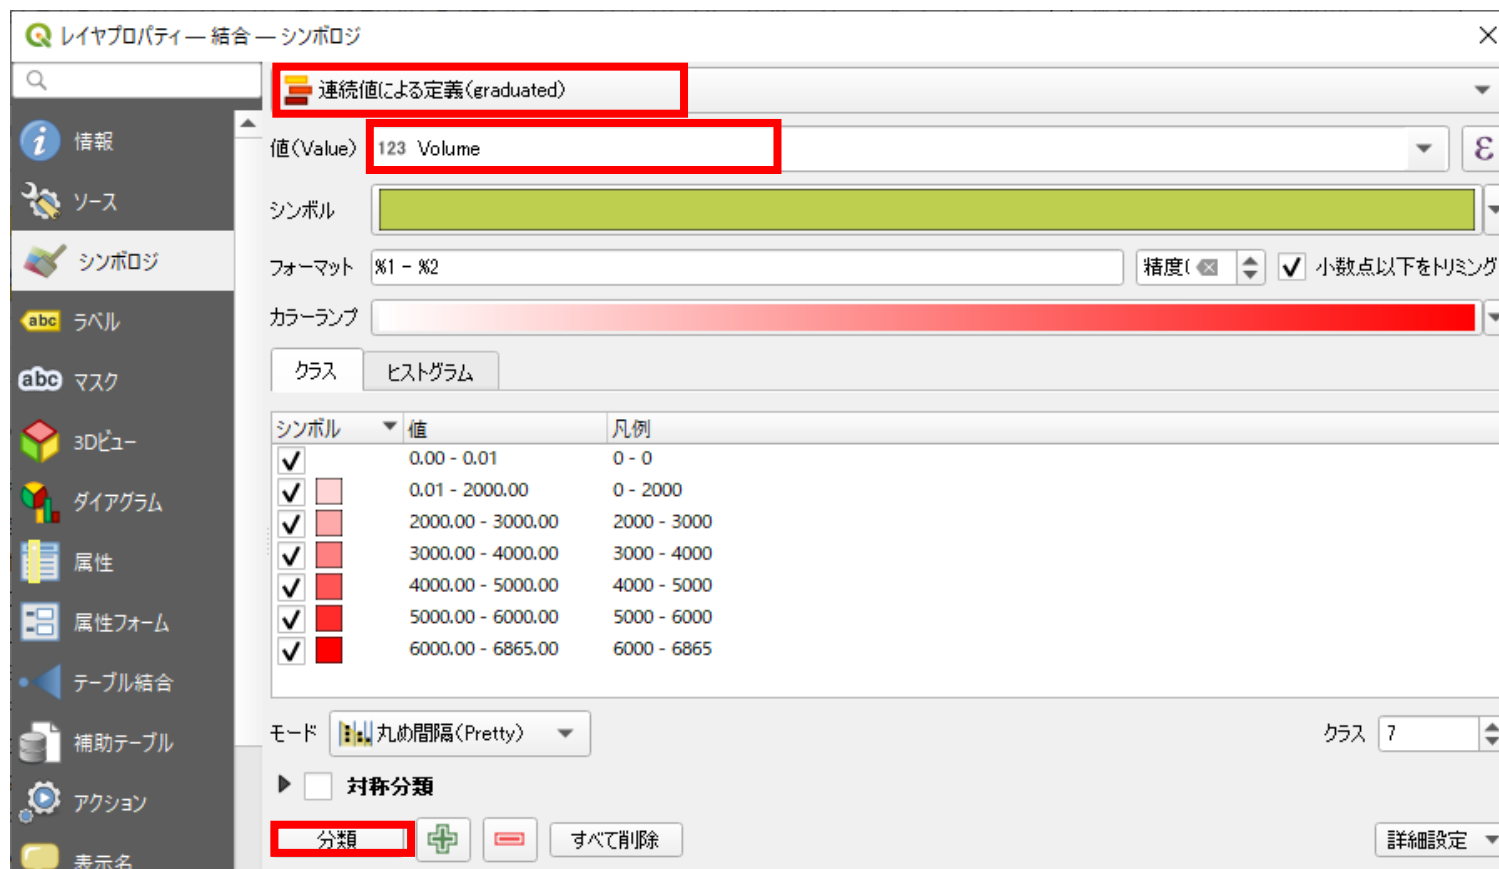 レイヤプロパティ — 結合 — シンボロジ
連続値による定義(graduated)
情報
値(Value) 123 Volume ε
ソース
シンボル
シンボロジ
フォーマット %1 - %2 精度( 小数点以下をトリミング
カラーランプ
abc ラベル
クラス ヒストグラム
abc マスク
シンボル 値 凡例
3Dビュー
0.00 - 0.01 0 - 0
0.01 - 2000.00 0 - 2000
ダイアグラム
2000.00 - 3000.00 2000 - 3000
3000.00 - 4000.00 3000 - 4000
属性
4000.00 - 5000.00 4000 - 5000
5000.00 - 6000.00 5000 - 6000
属性フォーム
6000.00 - 6865.00 6000 - 6865
テーブル結合
モード 丸め間隔(Pretty) クラス 7
補助テーブル
対称分類
アクション
分類 すべて削除 詳細設定
表示名